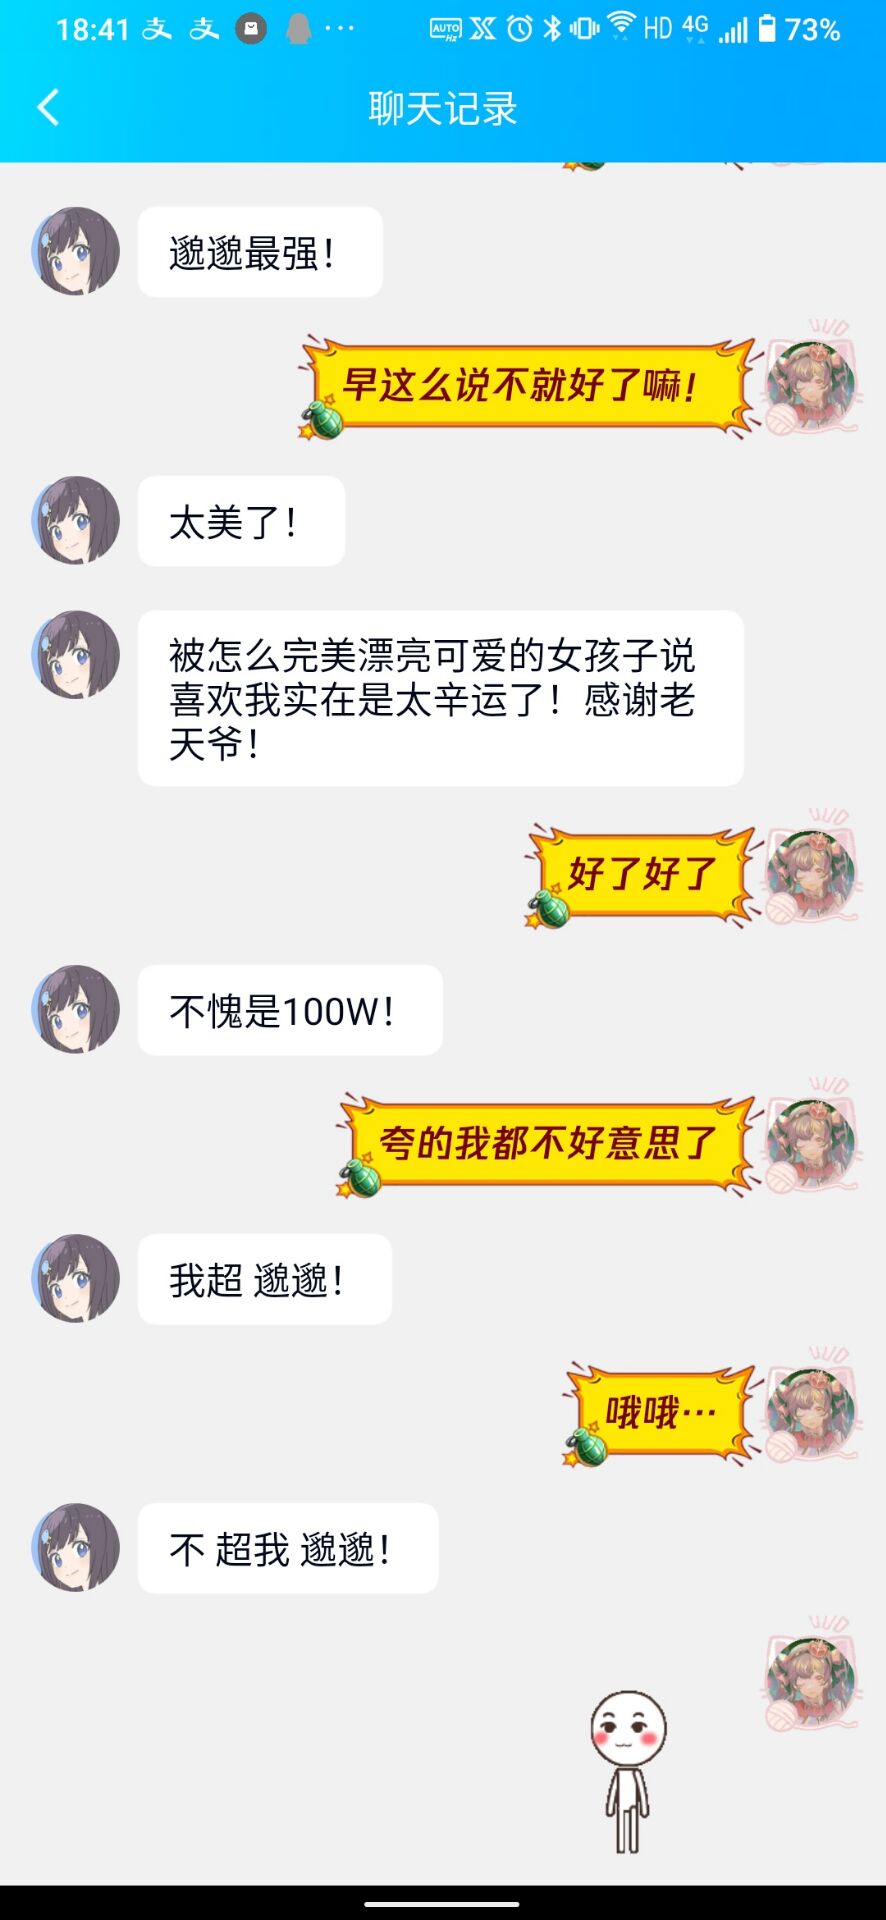 18:41 支 支 ··· AUTO Hz HD 4G 73%
聊天记录
邈邈最强！
早这么说不就好了嘛！
太美了！
被怎么完美漂亮可爱的女孩子说
喜欢我实在是太辛运了！感谢老
天爷！
好了好了
不愧是100W！
夸的我都不好意思了
我超 邈邈！
哦哦…
不 超我 邈邈！